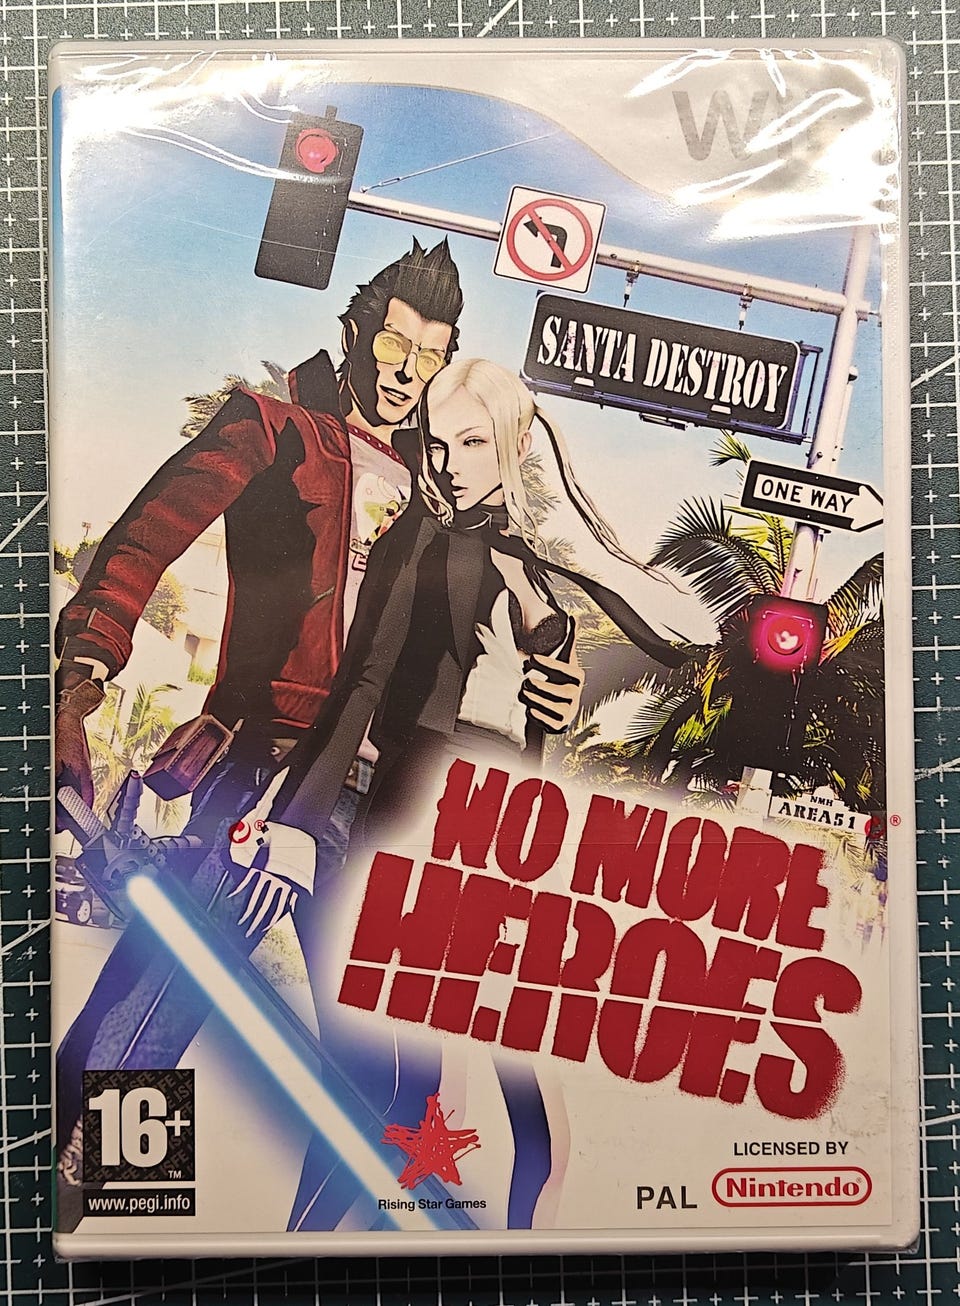 Wii
SANTA DESTROY
ONE WAY
NMH
AREA51
®
®
NO MORE
HEROES
16+
™
www.pegi.info
Rising Star Games
LICENSED BY
PAL
Nintendo®